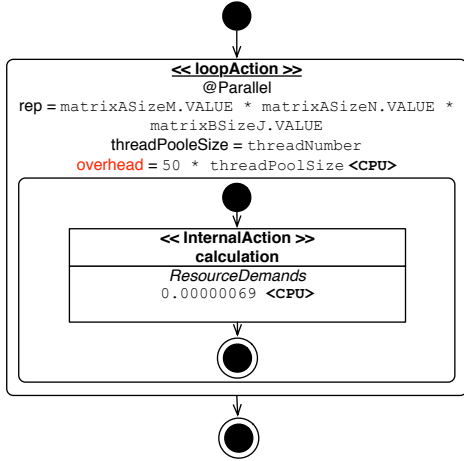 << loopAction >>
@Parallel
rep = matrixASizeM.VALUE * matrixASizeN.VALUE *
matrixBSizeJ.VALUE
threadPooleSize = threadNumber
overhead = 50 * threadPoolSize <CPU>
<< InternalAction >>
calculation
ResourceDemands
0.00000069 <CPU>